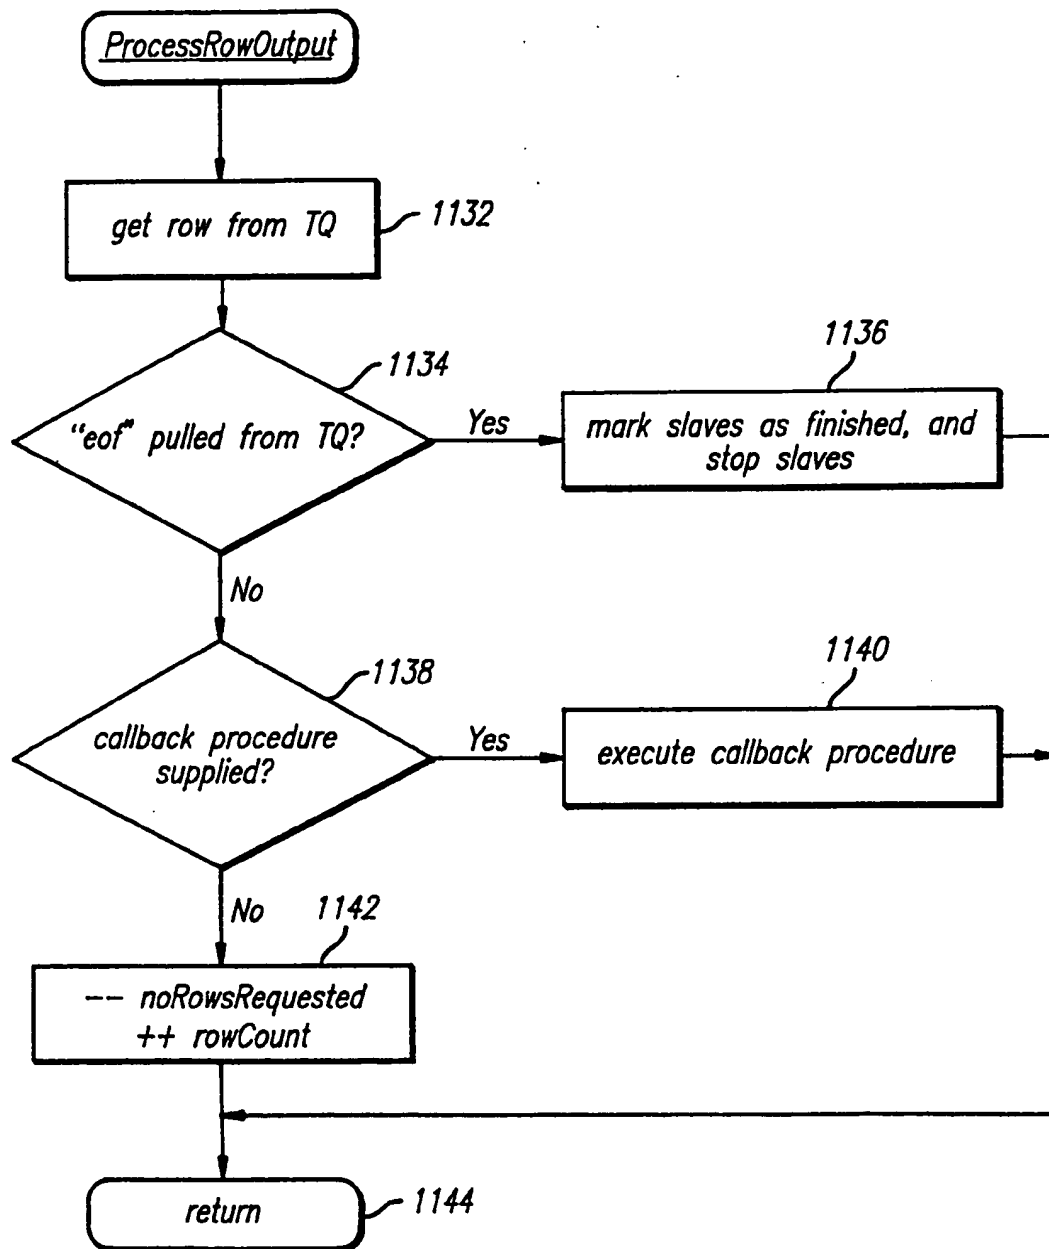 ProcessRowOutput
get row from TQ
1132
"eof" pulled from TQ?
1134
Yes
1136
mark slaves as finished, and
stop slaves
No
callback procedure
supplied?
1138
Yes
1140
execute callback procedure
No
1142
-- noRowsRequested
++ rowCount
return
1144